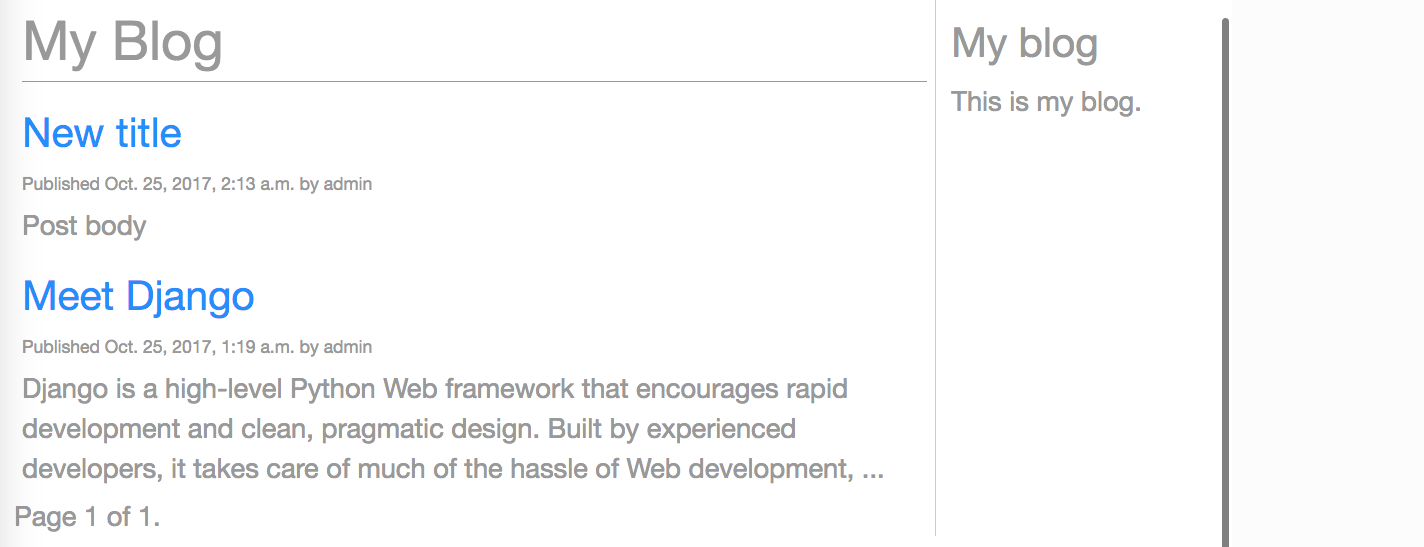 My Blog
New title
Published Oct. 25, 2017, 2:13 a.m. by admin
Post body
Meet Django
Published Oct. 25, 2017, 1:19 a.m. by admin
Django is a high-level Python Web framework that encourages rapid
development and clean, pragmatic design. Built by experienced
developers, it takes care of much of the hassle of Web development, ...
Page 1 of 1.
My blog
This is my blog.